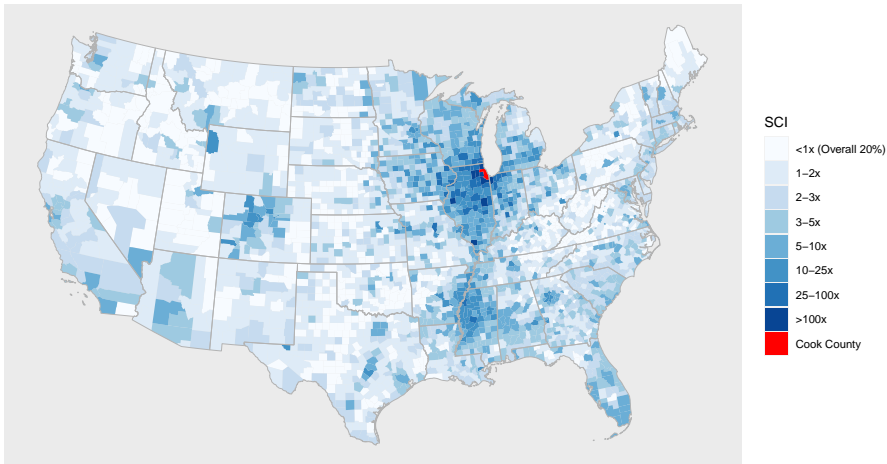 SCI
<1x (Overall 20%)
1–2x
2–3x
3–5x
5–10x
10–25x
25–100x
>100x
Cook County